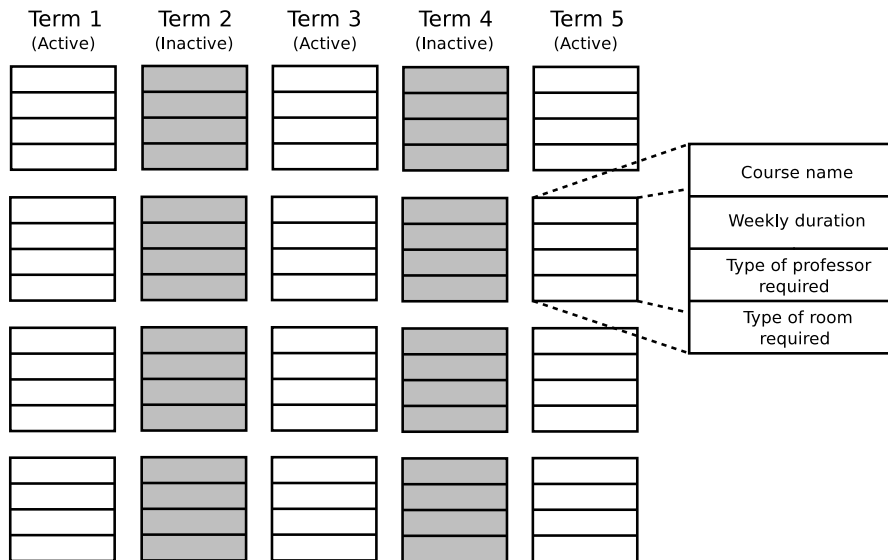 Term 1
(Active)
Term 2
(Inactive)
Term 3
(Active)
Term 4
(Inactive)
Term 5
(Active)
Course name
Weekly duration
Type of professor
required
Type of room
required